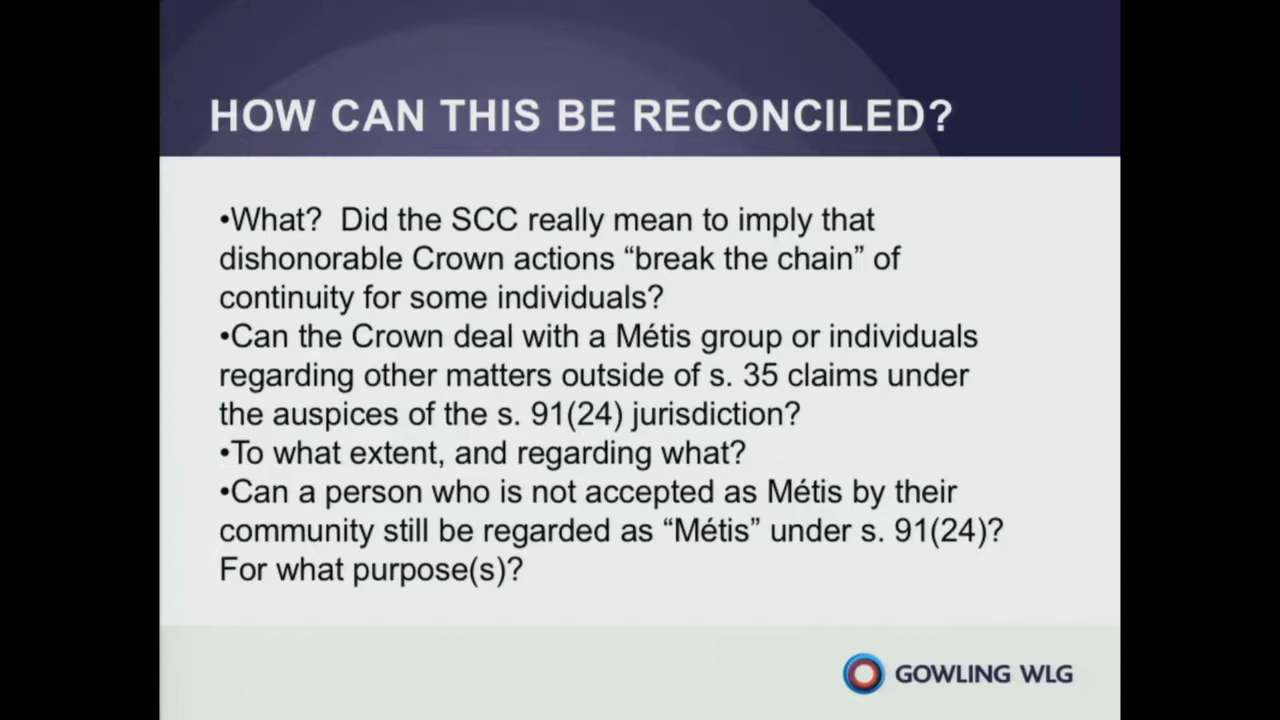 HOW CAN THIS BE RECONCILED?
•What?  Did the SCC really mean to imply that
dishonorable Crown actions “break the chain” of
continuity for some individuals?
•Can the Crown deal with a Métis group or individuals
regarding other matters outside of s. 35 claims under
the auspices of the s. 91(24) jurisdiction?
•To what extent, and regarding what?
•Can a person who is not accepted as Métis by their
community still be regarded as “Métis” under s. 91(24)?
For what purpose(s)?
GOWLING WLG